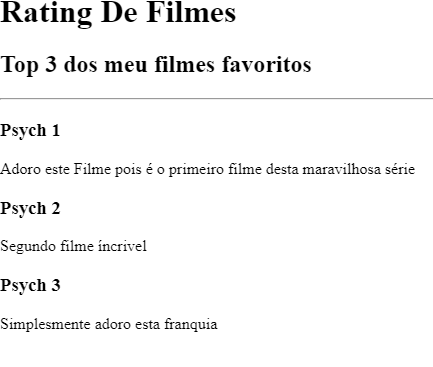 Rating De Filmes
Top 3 dos meu filmes favoritos
Psych 1
Adoro este Filme pois é o primeiro filme desta maravilhosa série
Psych 2
Segundo filme íncrivel
Psych 3
Simplesmente adoro esta franquia